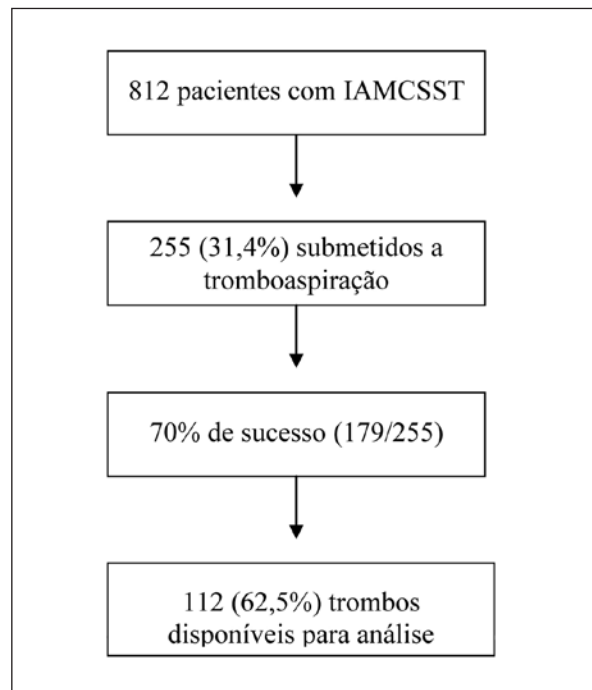 812 pacientes com IAMCSST
255 (31,4%) submetidos a
tromboaspiração
70% de sucesso (179/255)
112 (62,5%) trombos
disponíveis para análise